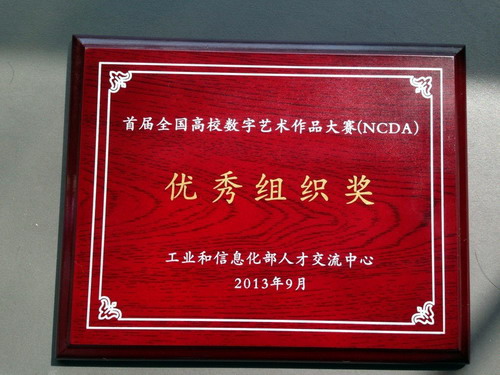 首届全国高校数字艺术作品大赛(NCDA)
优秀组织奖
工业和信息化部人才交流中心
2013年9月